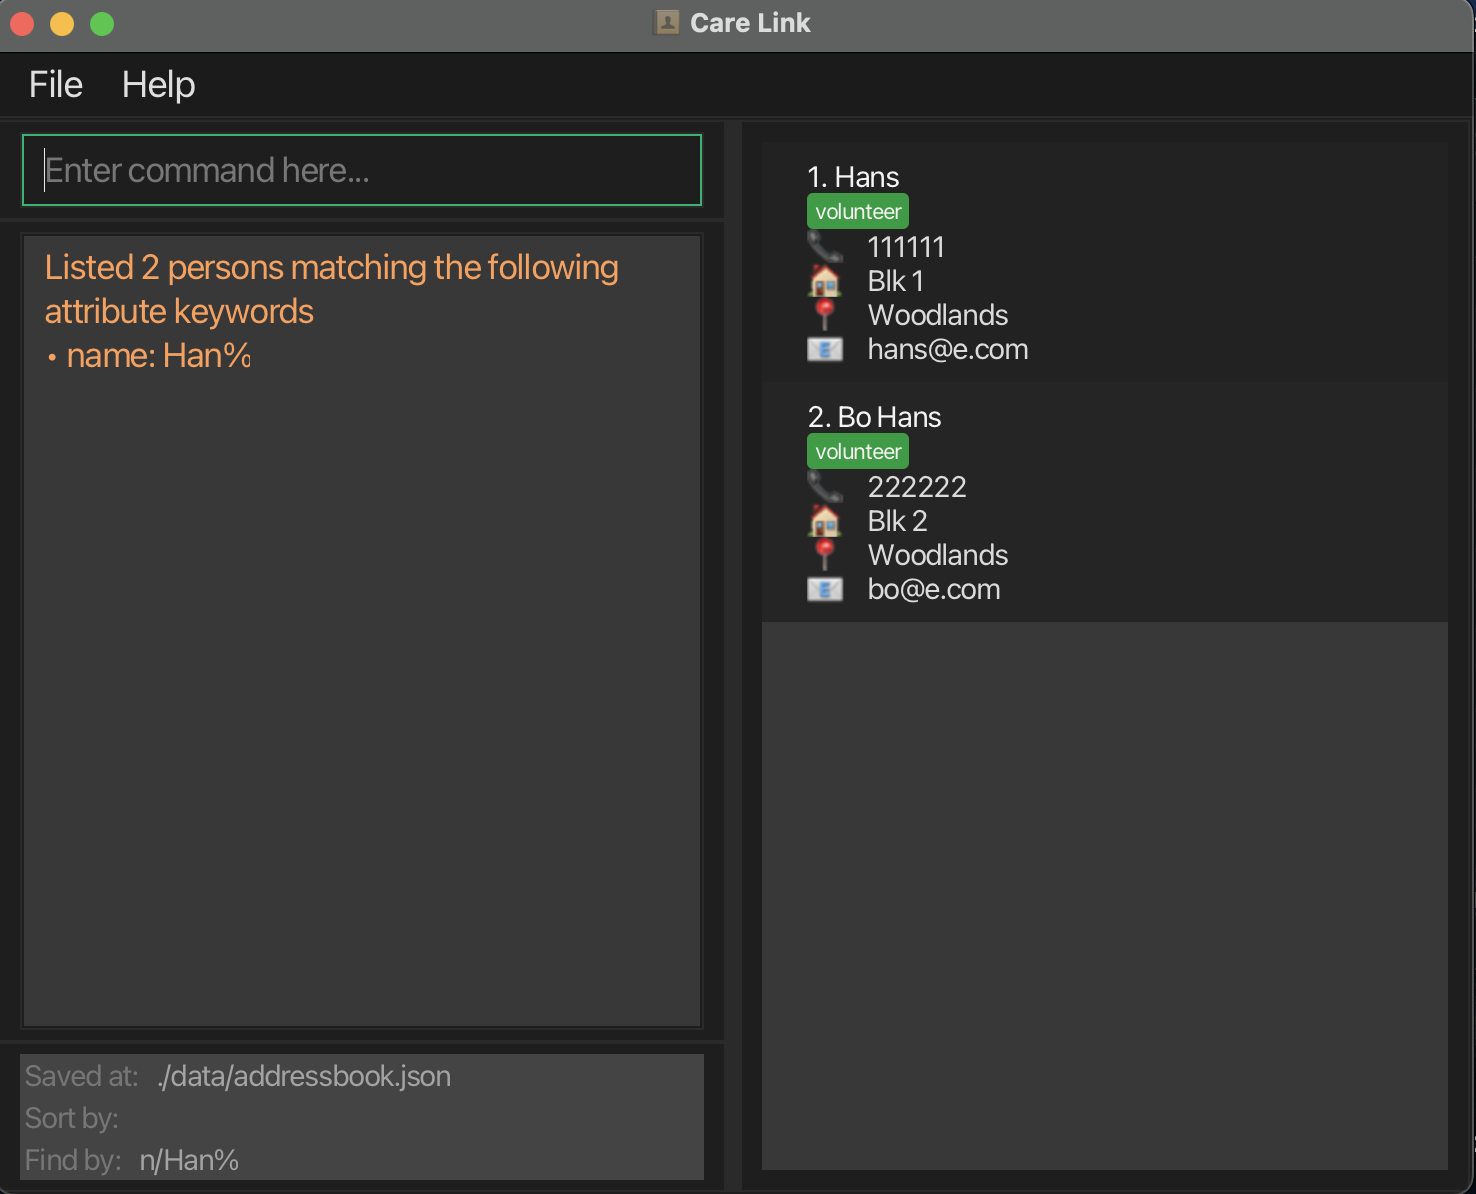 Care Link
File Help
Enter command here...
Listed 2 persons matching the following
attribute keywords
• name: Han%
Saved at: ./data/addressbook.json
Sort by:
Find by: n/Han%
1. Hans
volunteer
111111
Blk 1
Woodlands
hans@e.com
2. Bo Hans
volunteer
222222
Blk 2
Woodlands
bo@e.com